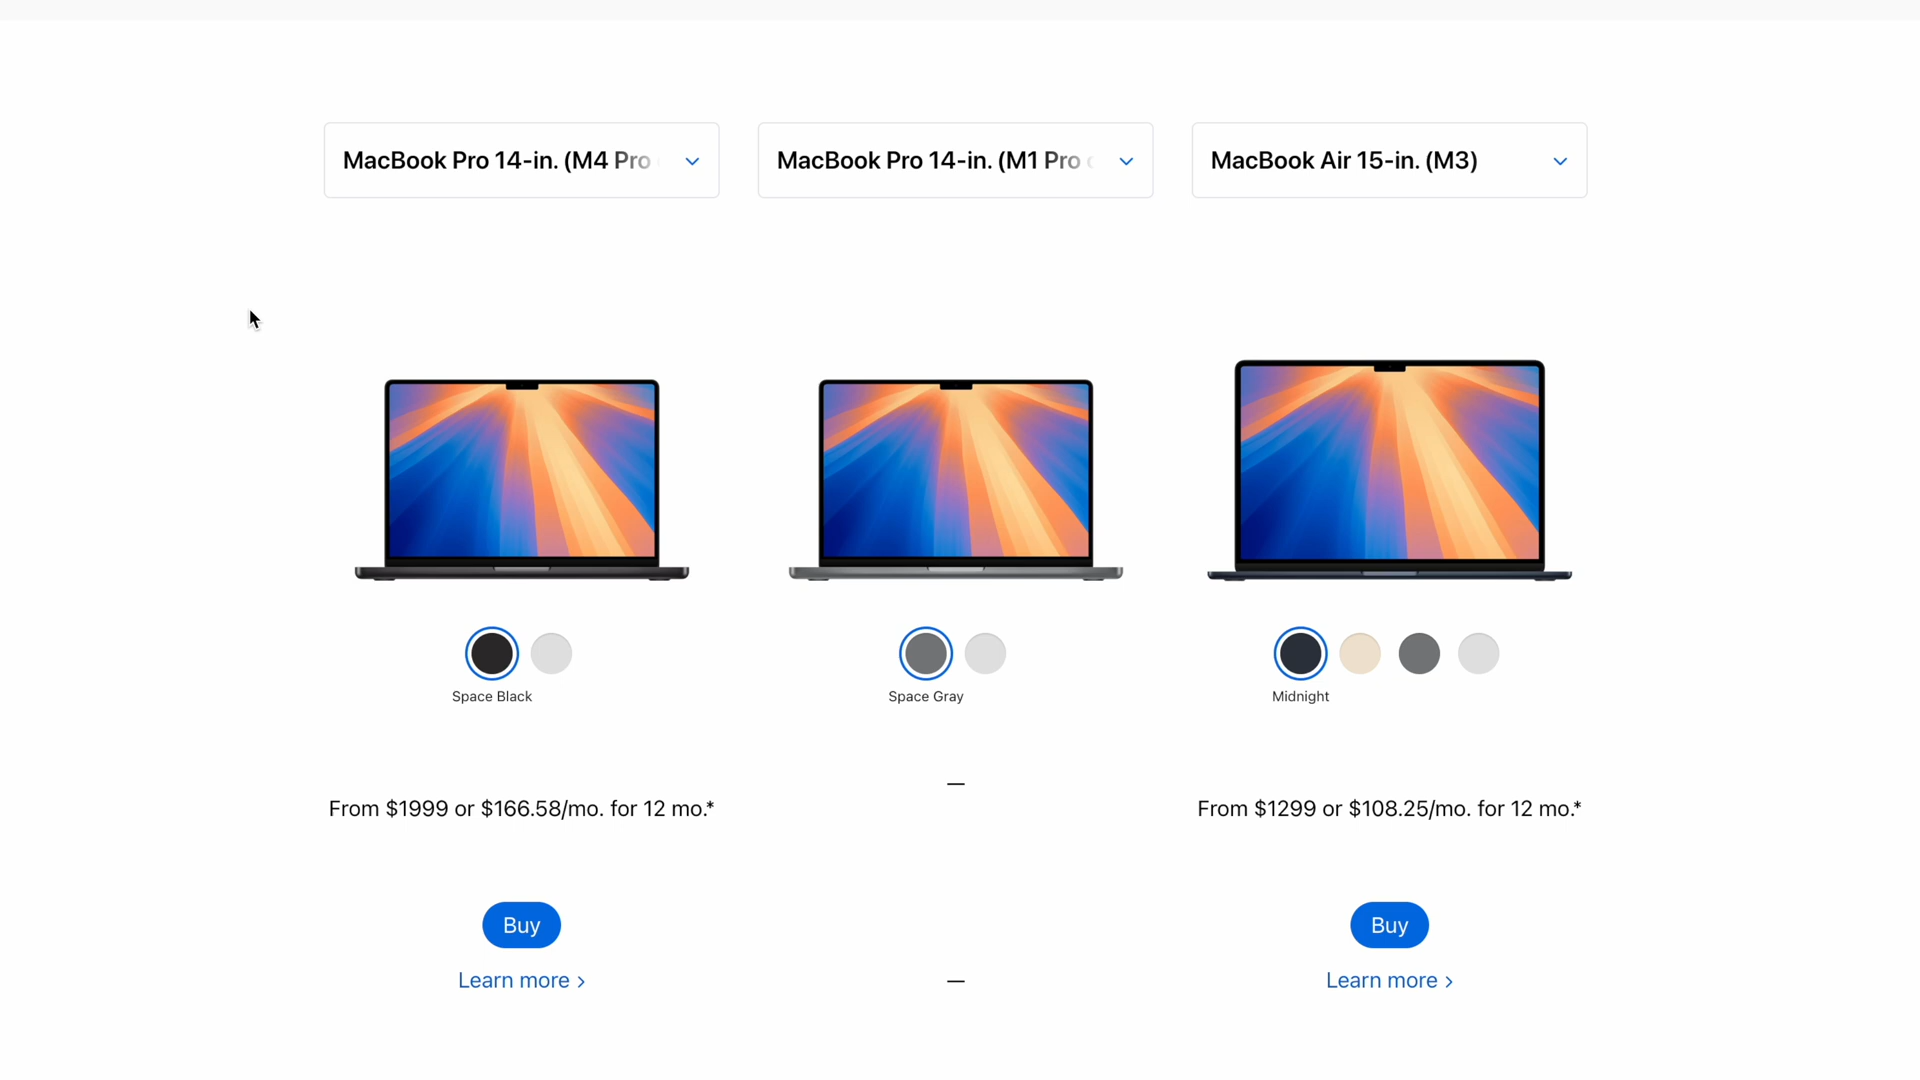 MacBook Pro 14-in. (M4 Pro
MacBook Pro 14-in. (M1 Pro
MacBook Air 15-in. (M3)
Space Black
Space Gray
Midnight
—
From $1999 or $166.58/mo. for 12 mo.*
From $1299 or $108.25/mo. for 12 mo.*
Buy
Buy
Learn more >
—
Learn more >